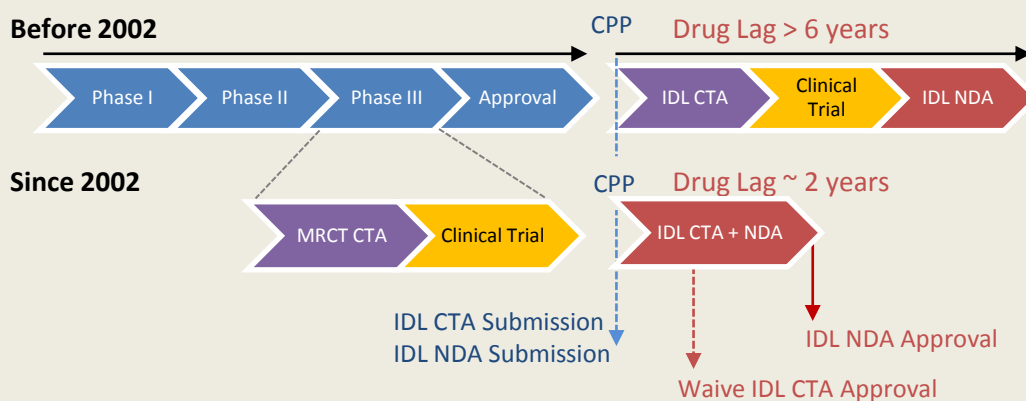 Before 2002
CPP
Drug Lag > 6 years
Phase I
Phase II
Phase III
Approval
IDL CTA
Clinical
Trial
IDL NDA
Since 2002
CPP
Drug Lag ~ 2 years
MRCT CTA
Clinical Trial
IDL CTA + NDA
IDL CTA Submission
IDL NDA Submission
IDL NDA Approval
Waive IDL CTA Approval